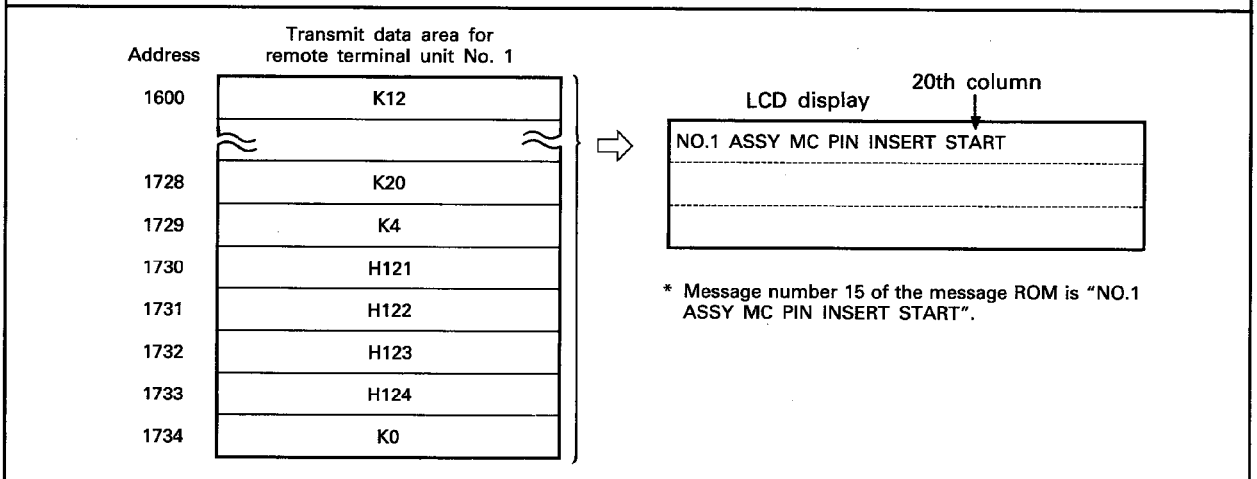 Transmit data area for
Address remote terminal unit No. 1
1600 K12
1728 K20
1729 K4
1730 H121
1731 H122
1732 H123
1733 H124
1734 K0
20th column
LCD display
NO.1 ASSY MC PIN INSERT START
* Message number 15 of the message ROM is "NO.1
ASSY MC PIN INSERT START".